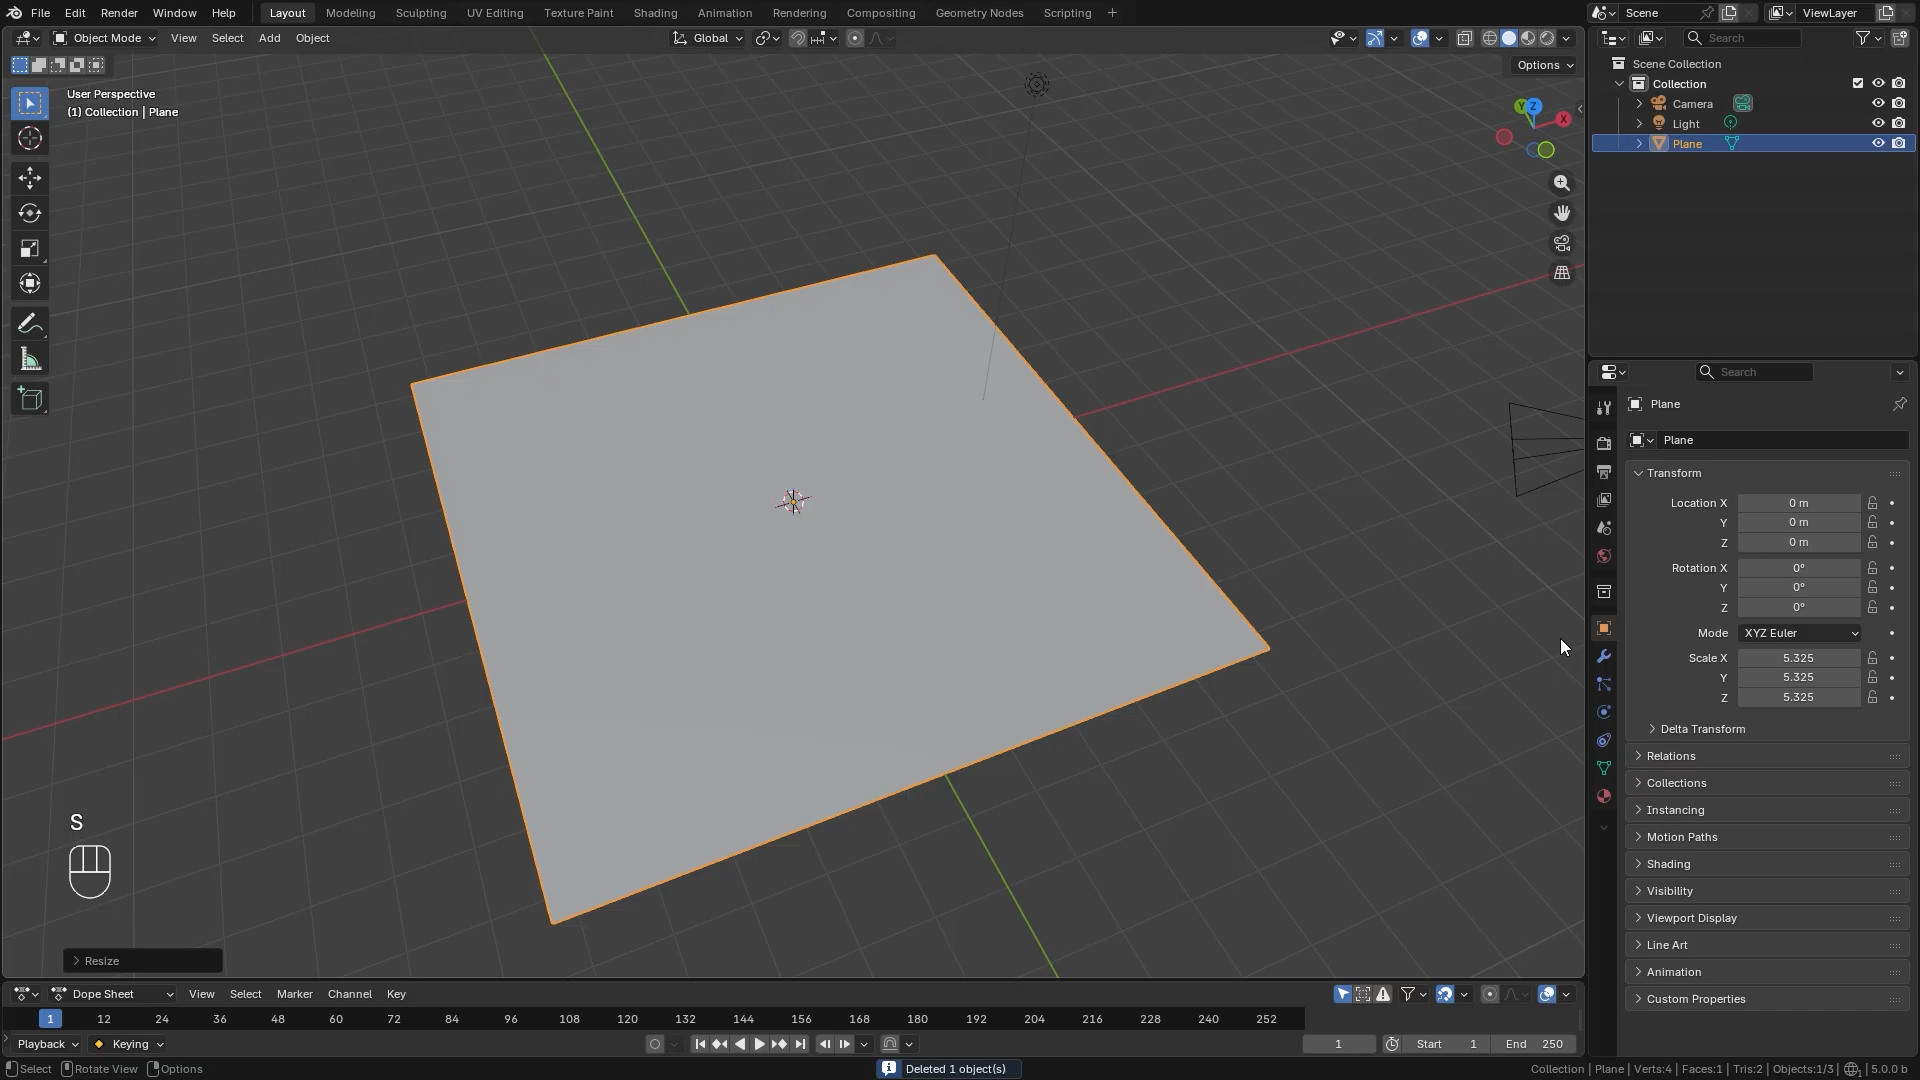 File Edit Render Window Help Layout Modeling Sculpting UV Editing Texture Paint Shading Animation Rendering Compositing Geometry Nodes Scripting Scene ViewLayer
Object Mode View Select Add Object Global Search
Options
User Perspective
(1) Collection | Plane
Y Z X
Scene Collection
Collection
Camera
Light
Plane
Search
Plane
Plane
Transform
Location X 0 m
Y 0 m
Z 0 m
Rotation X 0°
Y 0°
Z 0°
Mode XYZ Euler
Scale X 5.325
Y 5.325
Z 5.325
Delta Transform
Relations
Collections
Instancing
Motion Paths
Shading
Visibility
Viewport Display
Line Art
Animation
Custom Properties
S
Resize
Dope Sheet View Select Marker Channel Key
1 12 24 36 48 60 72 84 96 108 120 132 144 156 168 180 192 204 216 228 240 252
Playback Keying 1 Start 1 End 250
Select Rotate View Options Deleted 1 object(s) Collection | Plane | Verts:4 | Faces:1 | Tris:2 | Objects:1/3 | 5.0.0 b